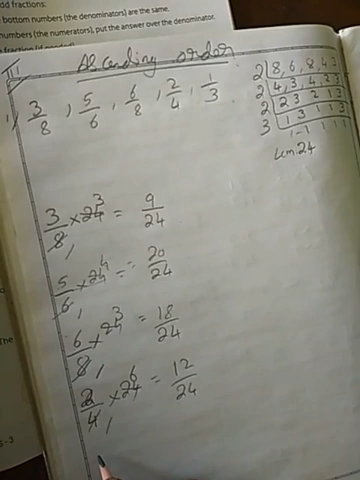 dd fractions:
bottom numbers (the denominators) are the same.
numbers (the numerators), put the answer over the denominator.
Ascending order
III
1, 3/8, 5/6, 6/8, 2/4, 1/3
2 | 8, 6, 8, 4, 3
2 | 4, 3, 4, 2, 3
2 | 2 3 2 1 3
3 | 1 3 1 1 3
1 - 1 1 1 1
Lcm: 24
3/8 × 24 3 = 9/24
5/6 × 24 4 = 20/24
6/8 × 24 3 = 18/24
2/4 × 24 6 = 12/24
The
S - 3